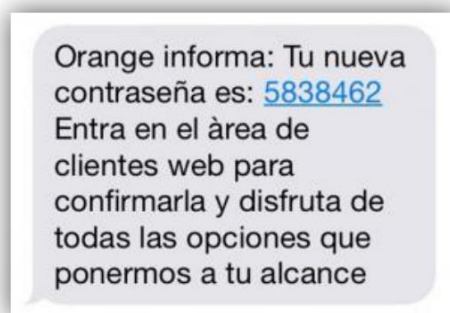 Orange informa: Tu nueva
contraseña es: 5838462
Entra en el àrea de
clientes web para
confirmarla y disfruta de
todas las opciones que
ponermos a tu alcance